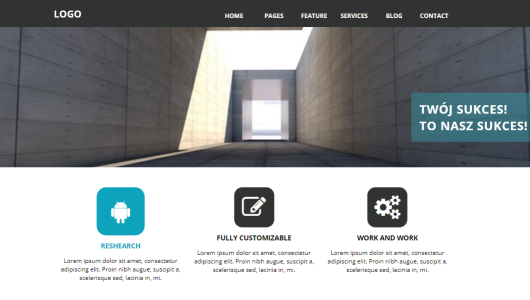 LOGO
HOME PAGES FEATURE SERVICES BLOG CONTACT
TWÓJ SUKCES!
TO NASZ SUKCES!
RESHEARCH
Lorem ipsum dolor sit amet, consectetur
adipiscing elit. Proin nibh augue, suscipit a,
scelerisque sed, lacinia in, mi.
FULLY CUSTOMIZABLE
Lorem ipsum dolor sit amet, consectetur
adipiscing elit. Proin nibh augue, suscipit a,
scelerisque sed, lacinia in, mi.
WORK AND WORK
Lorem ipsum dolor sit amet, consectetur
adipiscing elit. Proin nibh augue, suscipit a,
scelerisque sed, lacinia in, mi.